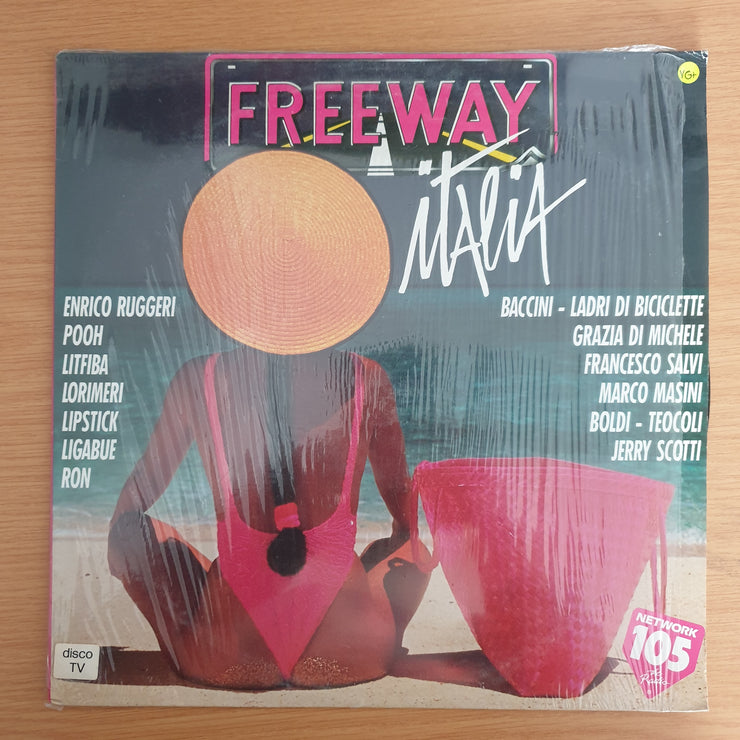 VG+
FREEWAY
italia
ENRICO RUGGERI
POOH
LITFIBA
LORIMERI
LIPSTICK
LIGABUE
RON
BACCINI - LADRI DI BICICLETTE
GRAZIA DI MICHELE
FRANCESCO SALVI
MARCO MASINI
BOLDI - TEOCOLI
JERRY SCOTTI
disco
TV
NETWORK
105
Radio